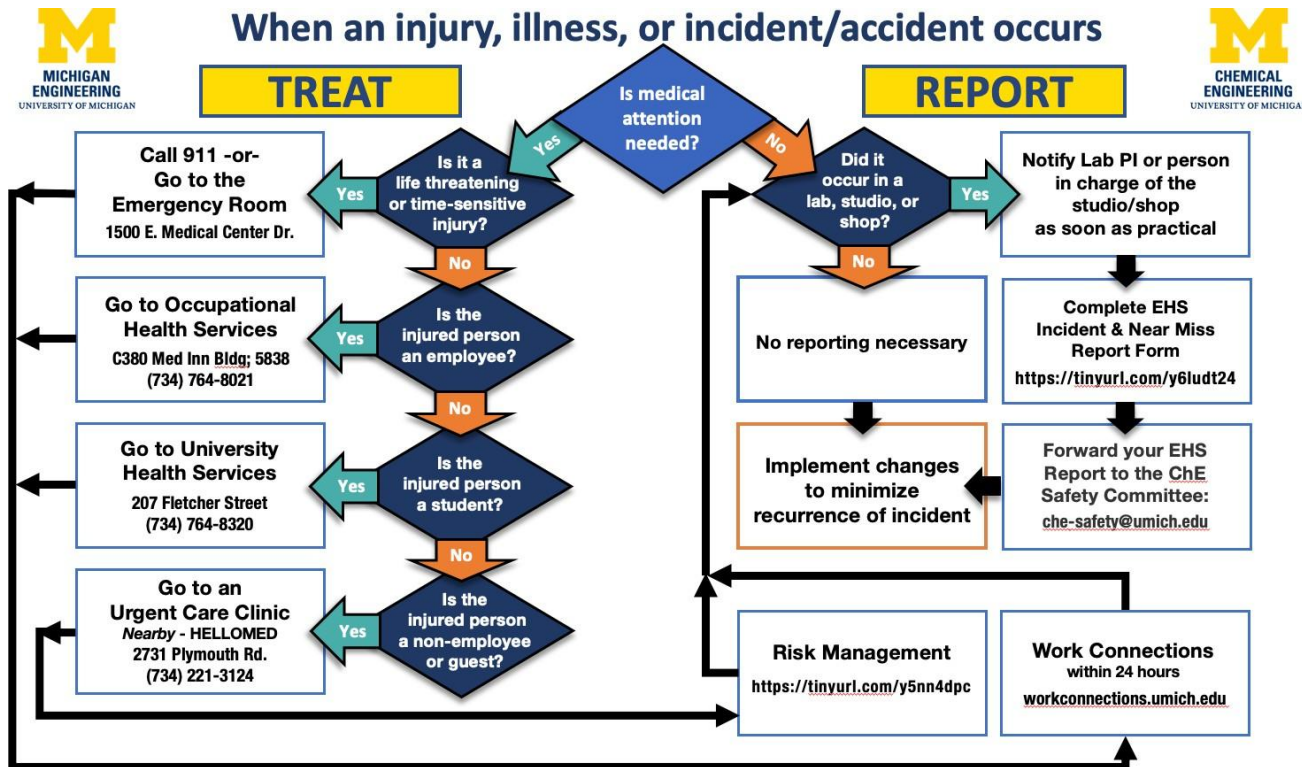 When an injury, illness, or incident/accident occurs
M
MICHIGAN
ENGINEERING
UNIVERSITY OF MICHIGAN
M
CHEMICAL
ENGINEERING
UNIVERSITY OF MICHIGA
TREAT
REPORT
Is medical
attention
needed?
Yes
No
Is it a
life threatening
or time-sensitive
injury?
Yes
Call 911 -or-
Go to the
Emergency Room
1500 E. Medical Center Dr.
No
Is the
injured person
an employee?
Yes
Go to Occupational
Health Services
C380 Med Inn Bldg; 5838
(734) 764-8021
No
Is the
injured person
a student?
Yes
Go to University
Health Services
207 Fletcher Street
(734) 764-8320
No
Is the
injured person
a non-employee
or guest?
Yes
Go to an
Urgent Care Clinic
Nearby - HELLOMED
2731 Plymouth Rd.
(734) 221-3124
Did it
occur in a
lab, studio, or
shop?
Yes
Notify Lab PI or person
in charge of the
studio/shop
as soon as practical
No
No reporting necessary
Complete EHS
Incident & Near Miss
Report Form
https://tinyurl.com/y6ludt24
Implement changes
to minimize
recurrence of incident
Forward your EHS
Report to the ChE
Safety Committee:
che-safety@umich.edu
Risk Management
https://tinyurl.com/y5nn4dpc
Work Connections
within 24 hours
workconnections.umich.edu